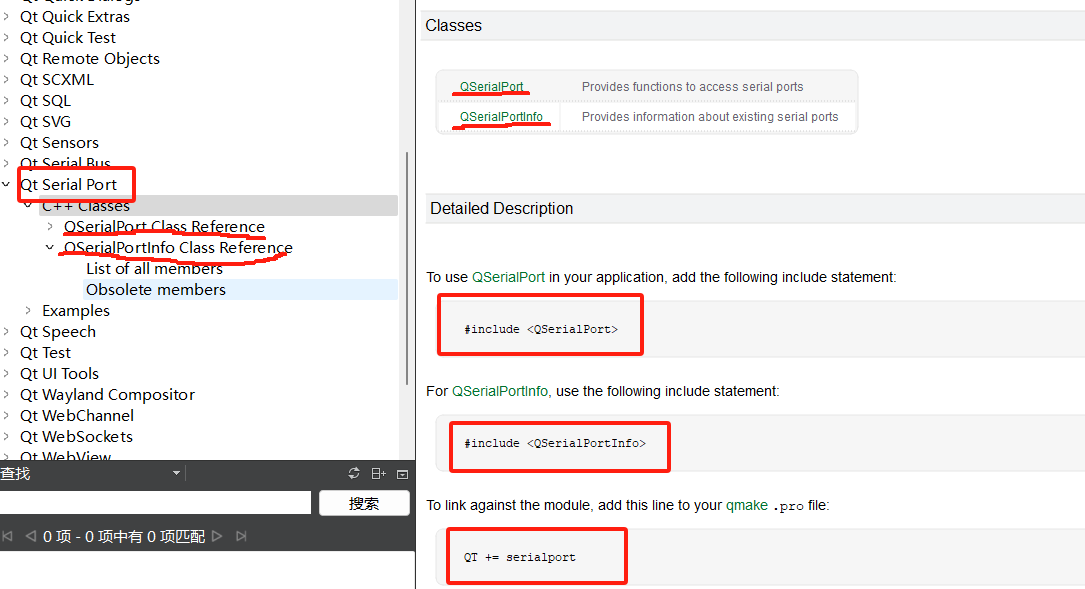 Qt Quick Extras
Qt Quick Test
Qt Remote Objects
Qt SCXML
Qt SQL
Qt SVG
Qt Sensors
Qt Serial Bus
Qt Serial Port
C++ Classes
QSerialPort Class Reference
QSerialPortInfo Class Reference
List of all members
Obsolete members
Examples
Qt Speech
Qt Test
Qt UI Tools
Qt Wayland Compositor
Qt WebChannel
Qt WebSockets
Qt WebView
查找
搜索
0 项 - 0 项中有 0 项匹配
Classes
QSerialPort Provides functions to access serial ports
QSerialPortInfo Provides information about existing serial ports
Detailed Description
To use QSerialPort in your application, add the following include statement:
#include <QSerialPort>
For QSerialPortInfo, use the following include statement:
#include <QSerialPortInfo>
To link against the module, add this line to your qmake .pro file:
QT += serialport